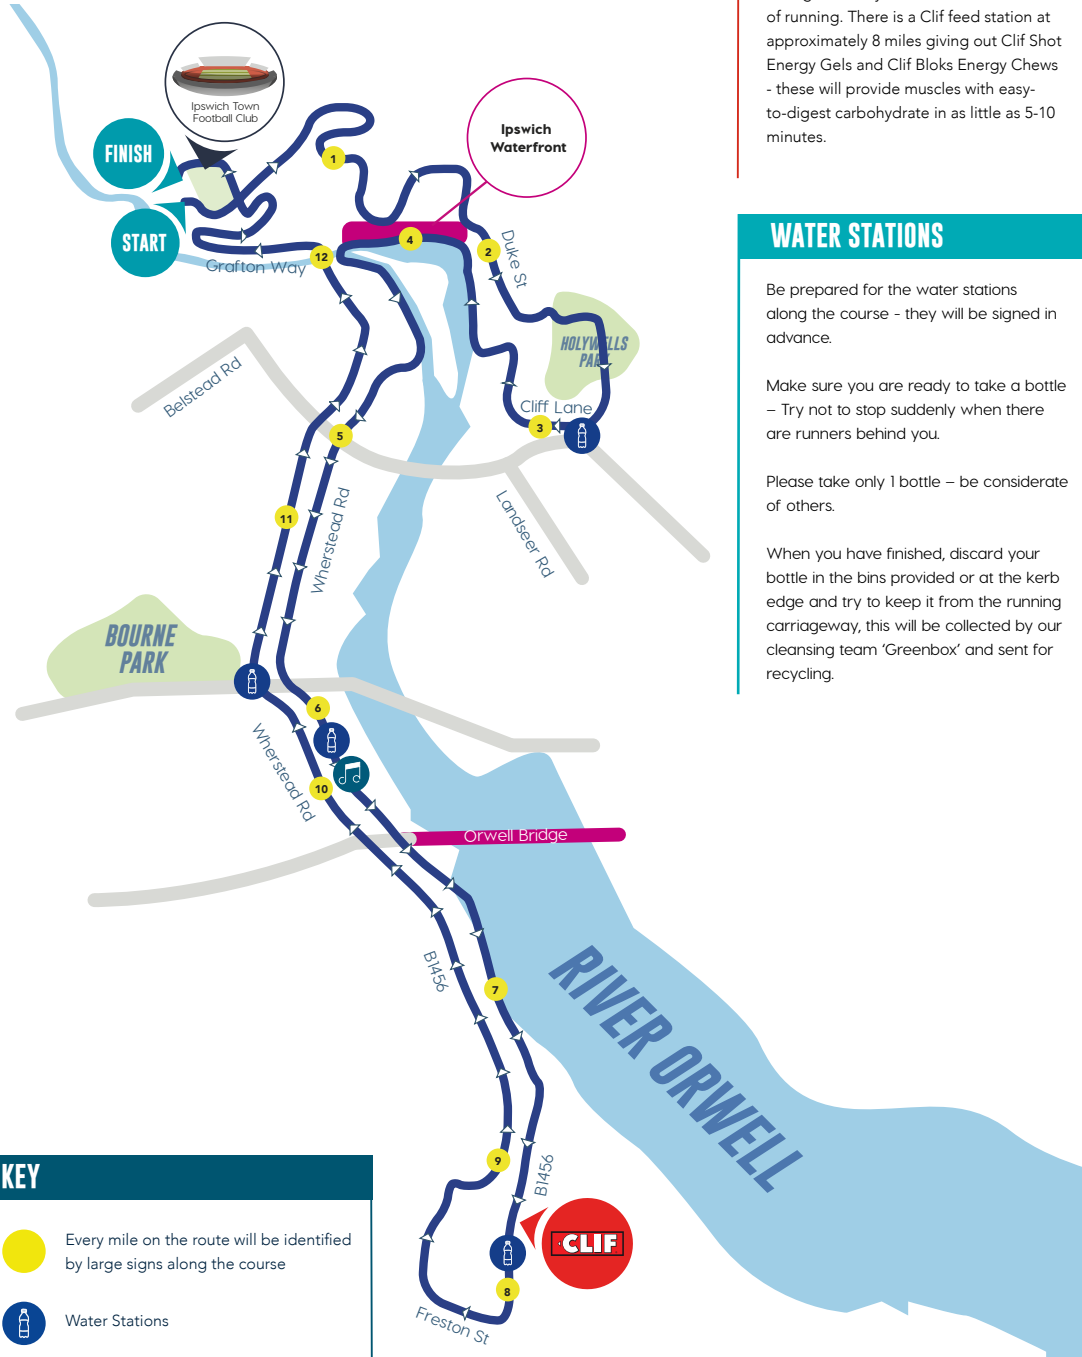 of running. There is a Clif feed station at
approximately 8 miles giving out Clif Shot
Energy Gels and Clif Bloks Energy Chews
- these will provide muscles with easy-
to-digest carbohydrate in as little as 5-10
minutes.
WATER STATIONS
Be prepared for the water stations
along the course - they will be signed in
advance.
Make sure you are ready to take a bottle
– Try not to stop suddenly when there
are runners behind you.
Please take only 1 bottle – be considerate
of others.
When you have finished, discard your
bottle in the bins provided or at the kerb
edge and try to keep it from the running
carriageway, this will be collected by our
cleansing team ‘Greenbox’ and sent for
recycling.
Ipswich Town
Football Club
FINISH
START
Ipswich
Waterfront
1
4
2
12
Duke St
Grafton Way
HOLYWELLS
PARK
Belstead Rd
Cliff Lane
3
5
Landseer Rd
11
Wherstead Rd
BOURNE
PARK
6
Wherstead Rd
10
Orwell Bridge
B1456
7
RIVER ORWELL
9
B1456
CLIF
8
Freston St
KEY
Every mile on the route will be identified
by large signs along the course
Water Stations